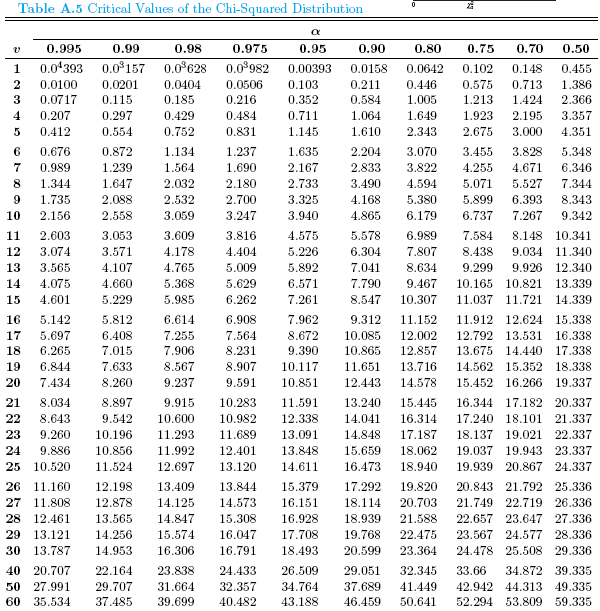 Table A.5 Critical Values of the Chi-Squared Distribution
0
α
v 0.995 0.99 0.98 0.975 0.95 0.90 0.80 0.75 0.70 0.50
1 0.0⁴393 0.0³157 0.0³628 0.0³982 0.00393 0.0158 0.0642 0.102 0.148 0.455
2 0.0100 0.0201 0.0404 0.0506 0.103 0.211 0.446 0.575 0.713 1.386
3 0.0717 0.115 0.185 0.216 0.352 0.584 1.005 1.213 1.424 2.366
4 0.207 0.297 0.429 0.484 0.711 1.064 1.649 1.923 2.195 3.357
5 0.412 0.554 0.752 0.831 1.145 1.610 2.343 2.675 3.000 4.351
6 0.676 0.872 1.134 1.237 1.635 2.204 3.070 3.455 3.828 5.348
7 0.989 1.239 1.564 1.690 2.167 2.833 3.822 4.255 4.671 6.346
8 1.344 1.647 2.032 2.180 2.733 3.490 4.594 5.071 5.527 7.344
9 1.735 2.088 2.532 2.700 3.325 4.168 5.380 5.899 6.393 8.343
10 2.156 2.558 3.059 3.247 3.940 4.865 6.179 6.737 7.267 9.342
11 2.603 3.053 3.609 3.816 4.575 5.578 6.989 7.584 8.148 10.341
12 3.074 3.571 4.178 4.404 5.226 6.304 7.807 8.438 9.034 11.340
13 3.565 4.107 4.765 5.009 5.892 7.041 8.634 9.299 9.926 12.340
14 4.075 4.660 5.368 5.629 6.571 7.790 9.467 10.165 10.821 13.339
15 4.601 5.229 5.985 6.262 7.261 8.547 10.307 11.037 11.721 14.339
16 5.142 5.812 6.614 6.908 7.962 9.312 11.152 11.912 12.624 15.338
17 5.697 6.408 7.255 7.564 8.672 10.085 12.002 12.792 13.531 16.338
18 6.265 7.015 7.906 8.231 9.390 10.865 12.857 13.675 14.440 17.338
19 6.844 7.633 8.567 8.907 10.117 11.651 13.716 14.562 15.352 18.338
20 7.434 8.260 9.237 9.591 10.851 12.443 14.578 15.452 16.266 19.337
21 8.034 8.897 9.915 10.283 11.591 13.240 15.445 16.344 17.182 20.337
22 8.643 9.542 10.600 10.982 12.338 14.041 16.314 17.240 18.101 21.337
23 9.260 10.196 11.293 11.689 13.091 14.848 17.187 18.137 19.021 22.337
24 9.886 10.856 11.992 12.401 13.848 15.659 18.062 19.037 19.943 23.337
25 10.520 11.524 12.697 13.120 14.611 16.473 18.940 19.939 20.867 24.337
26 11.160 12.198 13.409 13.844 15.379 17.292 19.820 20.843 21.792 25.336
27 11.808 12.878 14.125 14.573 16.151 18.114 20.703 21.749 22.719 26.336
28 12.461 13.565 14.847 15.308 16.928 18.939 21.588 22.657 23.647 27.336
29 13.121 14.256 15.574 16.047 17.708 19.768 22.475 23.567 24.577 28.336
30 13.787 14.953 16.306 16.791 18.493 20.599 23.364 24.478 25.508 29.336
40 20.707 22.164 23.838 24.433 26.509 29.051 32.345 33.66 34.872 39.335
50 27.991 29.707 31.664 32.357 34.764 37.689 41.449 42.942 44.313 49.335
60 35.534 37.485 39.699 40.482 43.188 46.459 50.641 52.294 53.809 59.335